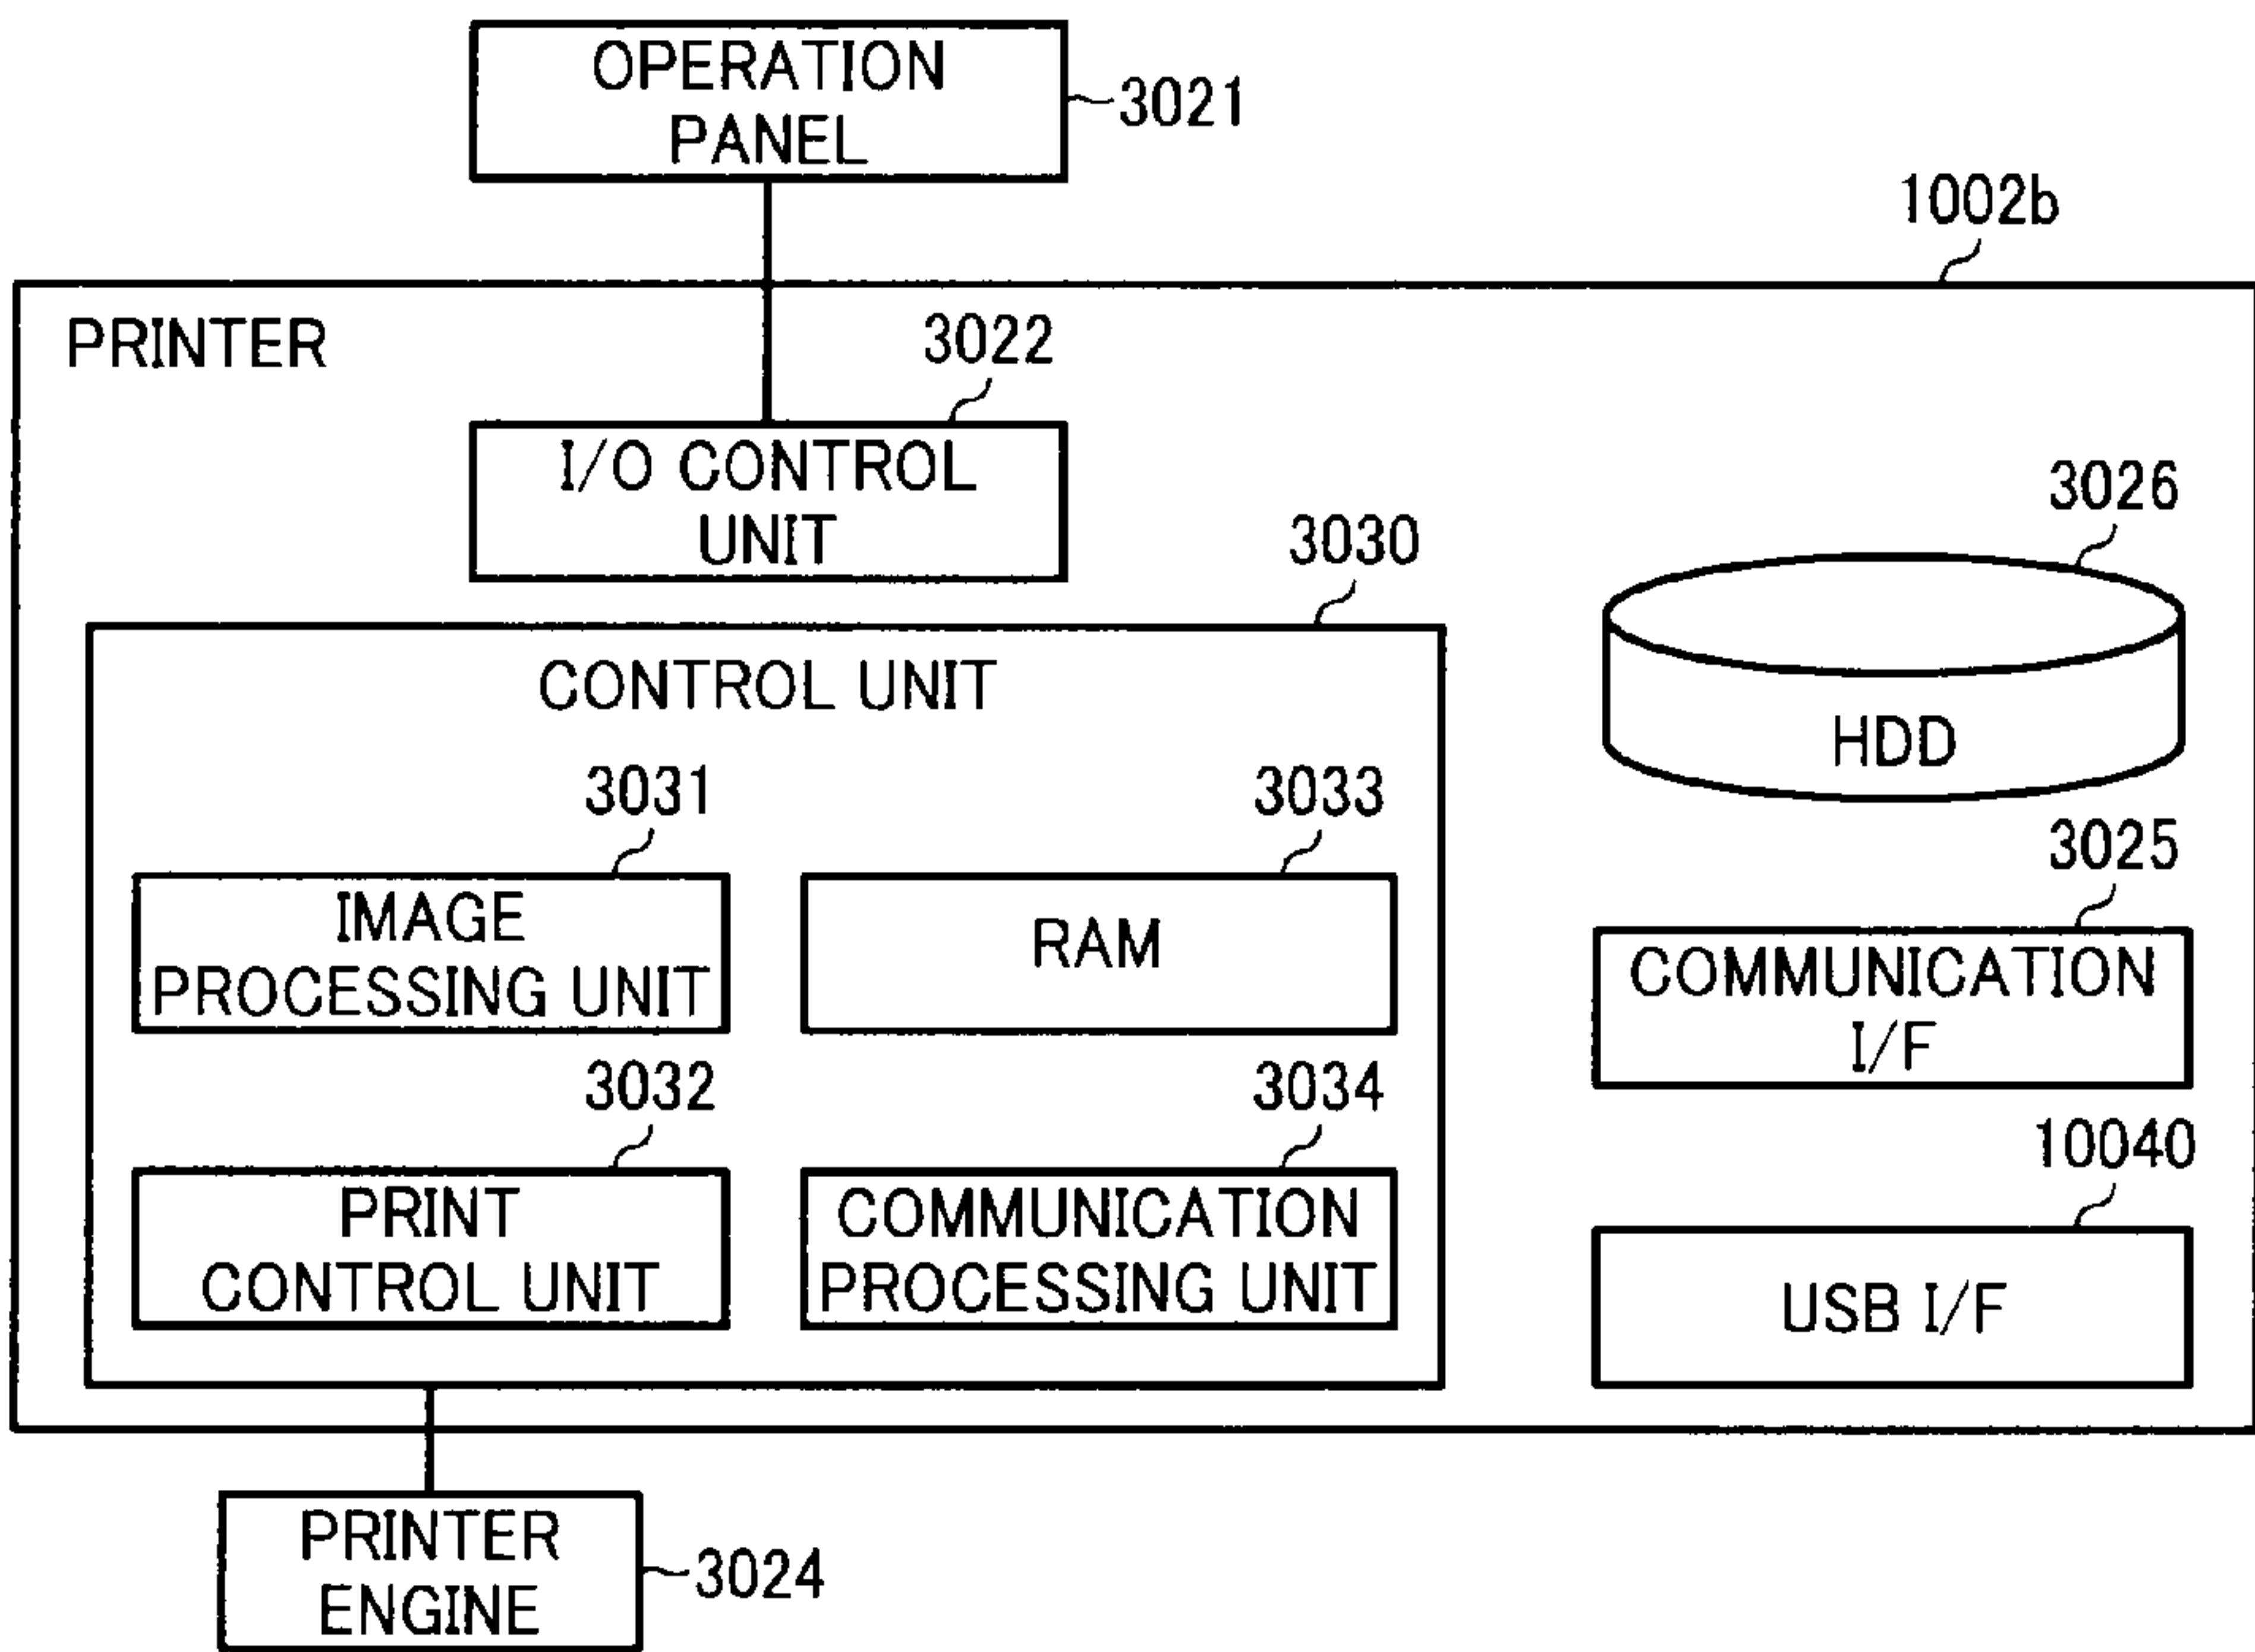 OPERATION
PANEL
3021
1002b
PRINTER
3022
I/O CONTROL
UNIT
3030
3026
HDD
CONTROL UNIT
3031
IMAGE
PROCESSING UNIT
3033
RAM
3025
COMMUNICATION
I/F
3032
PRINT
CONTROL UNIT
3034
COMMUNICATION
PROCESSING UNIT
10040
USB I/F
PRINTER
ENGINE
3024